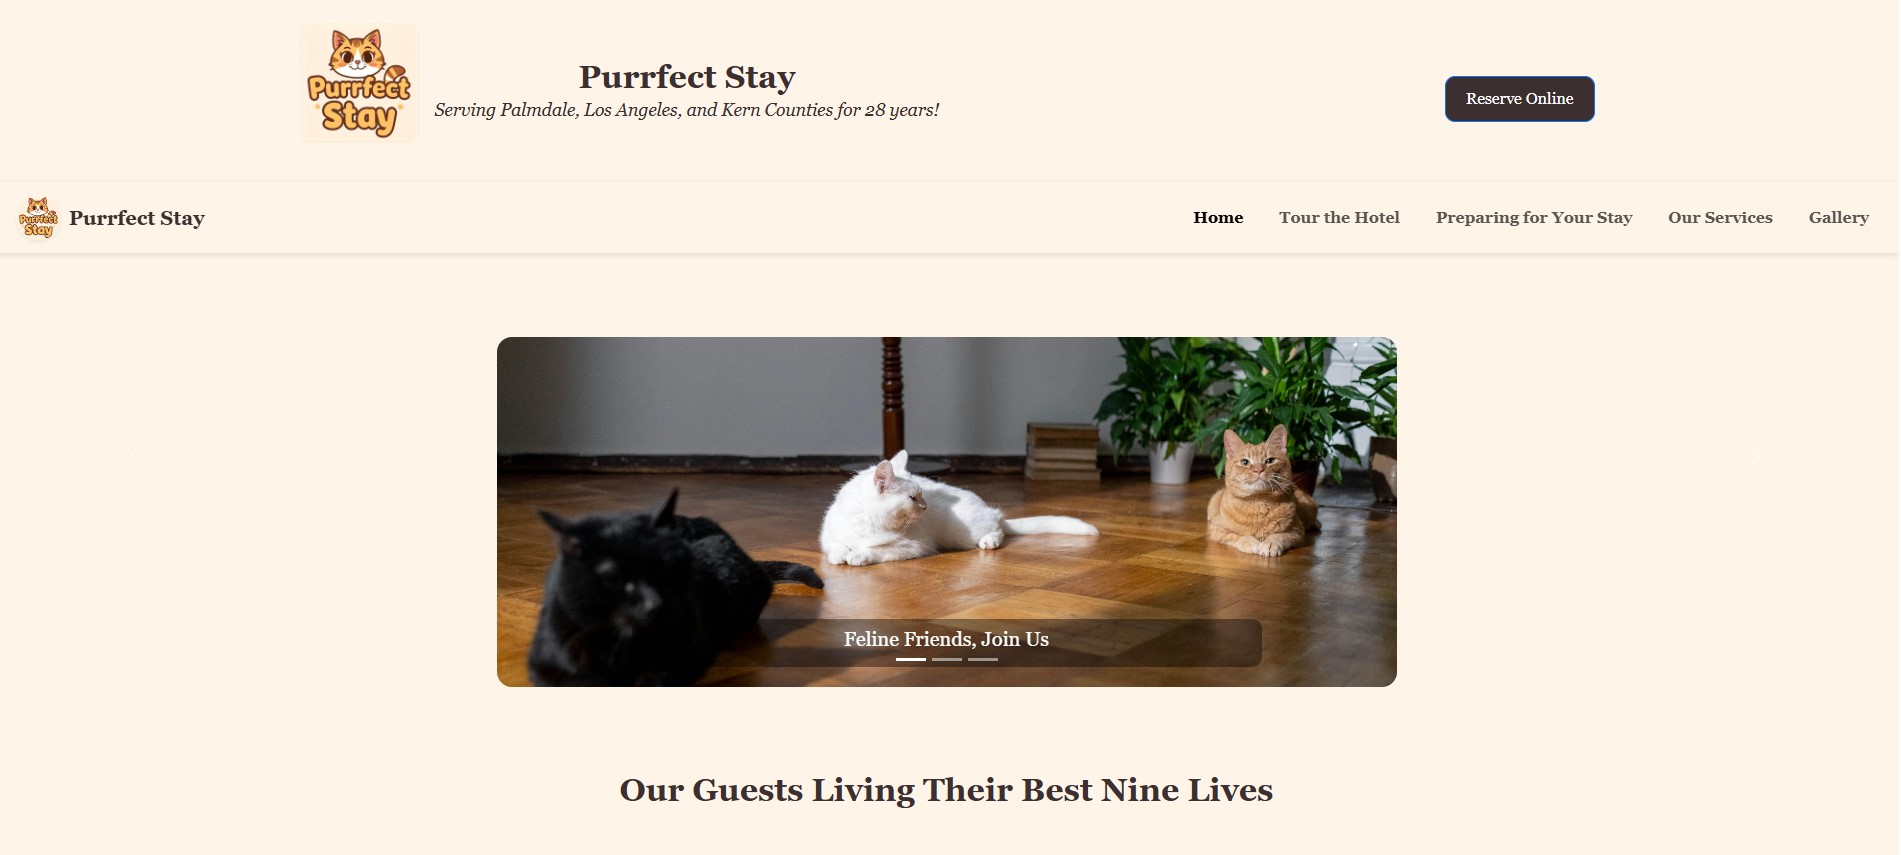 Purrfect
Stay
Purrfect Stay
Serving Palmdale, Los Angeles, and Kern Counties for 28 years!
Reserve Online
Purrfect
Stay
Purrfect Stay
Home
Tour the Hotel
Preparing for Your Stay
Our Services
Gallery
Feline Friends, Join Us
Our Guests Living Their Best Nine Lives